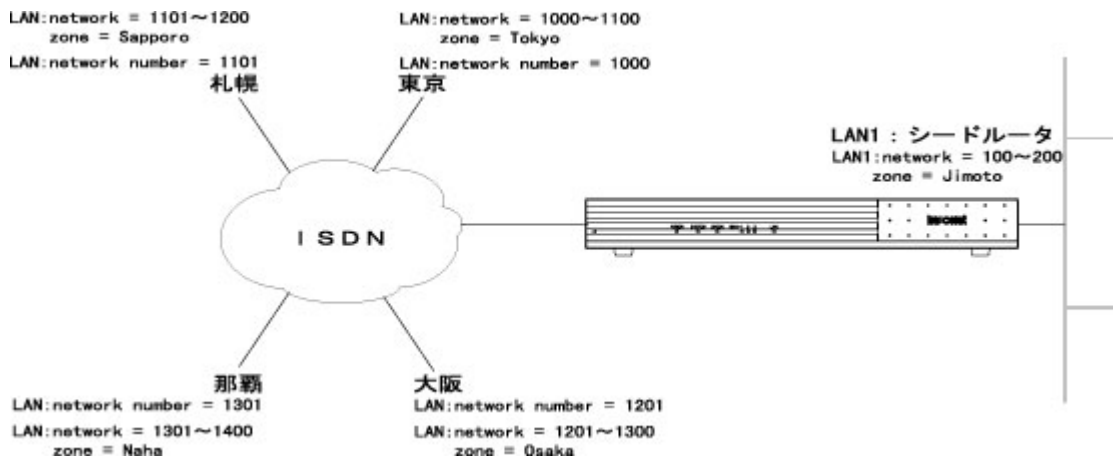 LAN:network = 1101～1200
zone = Sapporo
LAN:network number = 1101
札幌
LAN:network = 1000～1100
zone = Tokyo
LAN:network number = 1000
東京
LAN1 : シードルータ
LAN1:network = 100～200
zone = Jimoto
ISDN
那覇
LAN:network number = 1301
LAN:network = 1301～1400
zone = Naha
大阪
LAN:network number = 1201
LAN:network = 1201～1300
zone = Osaka